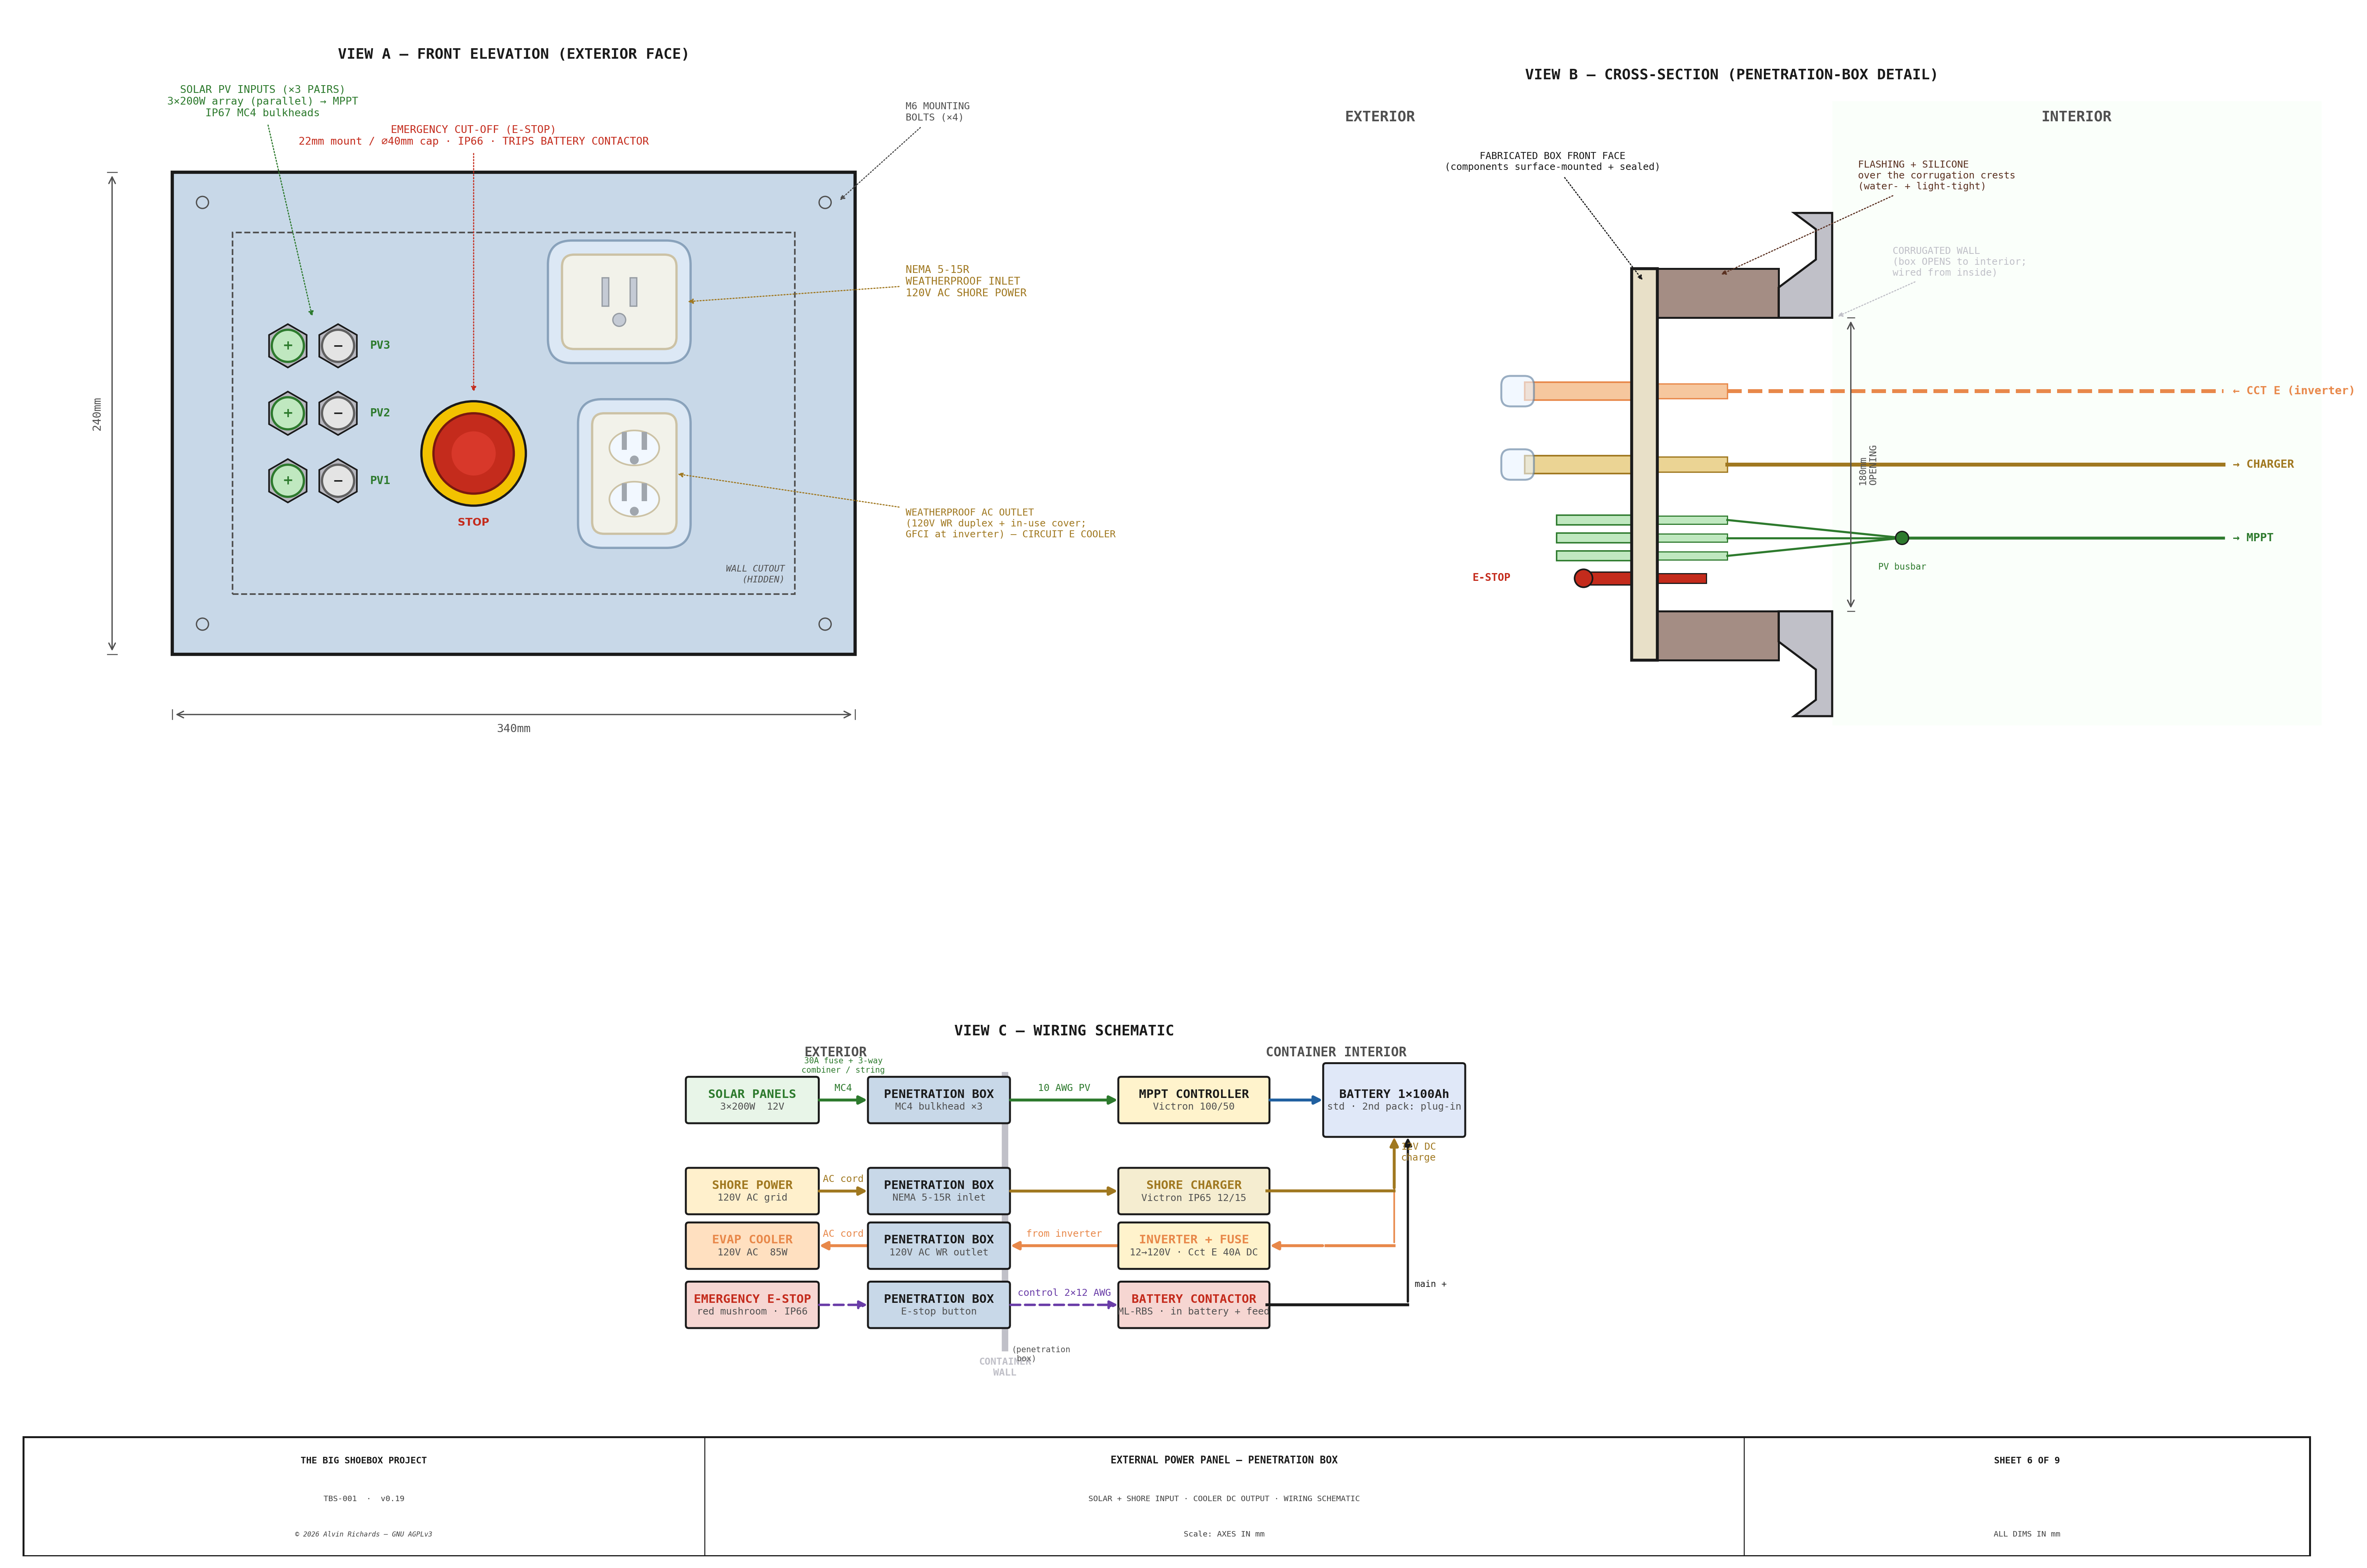 VIEW A — FRONT ELEVATION (EXTERIOR FACE)
SOLAR PV INPUTS (×3 PAIRS)
3×200W array (parallel) → MPPT
IP67 MC4 bulkheads
EMERGENCY CUT-OFF (E-STOP)
22mm mount / ⌀40mm cap · IP66 · TRIPS BATTERY CONTACTOR
M6 MOUNTING
BOLTS (×4)
NEMA 5-15R
WEATHERPROOF INLET
120V AC SHORE POWER
+ − PV3
+ − PV2
+ − PV1
STOP
WEATHERPROOF AC OUTLET
(120V WR duplex + in-use cover;
GFCI at inverter) — CIRCUIT E COOLER
WALL CUTOUT
(HIDDEN)
240mm
340mm
VIEW B — CROSS-SECTION (PENETRATION-BOX DETAIL)
EXTERIOR
INTERIOR
FABRICATED BOX FRONT FACE
(components surface-mounted + sealed)
FLASHING + SILICONE
over the corrugation crests
(water- + light-tight)
CORRUGATED WALL
(box OPENS to interior;
wired from inside)
← CCT E (inverter)
→ CHARGER
180mm
OPENING
→ MPPT
PV busbar
E-STOP
VIEW C — WIRING SCHEMATIC
EXTERIOR
CONTAINER INTERIOR
30A fuse + 3-way
combiner / string
SOLAR PANELS
3×200W 12V
MC4
PENETRATION BOX
MC4 bulkhead ×3
10 AWG PV
MPPT CONTROLLER
Victron 100/50
BATTERY 1×100Ah
std · 2nd pack: plug-in
12V DC
charge
SHORE POWER
120V AC grid
AC cord
PENETRATION BOX
NEMA 5-15R inlet
SHORE CHARGER
Victron IP65 12/15
EVAP COOLER
120V AC 85W
AC cord
PENETRATION BOX
120V AC WR outlet
from inverter
INVERTER + FUSE
12→120V · Cct E 40A DC
EMERGENCY E-STOP
red mushroom · IP66
PENETRATION BOX
E-stop button
control 2×12 AWG
BATTERY CONTACTOR
ML-RBS · in battery + feed
main +
(penetration
box)
CONTAINER
WALL
THE BIG SHOEBOX PROJECT
TBS-001 · v0.19
© 2026 Alvin Richards — GNU AGPLv3
EXTERNAL POWER PANEL — PENETRATION BOX
SOLAR + SHORE INPUT · COOLER DC OUTPUT · WIRING SCHEMATIC
Scale: AXES IN mm
SHEET 6 OF 9
ALL DIMS IN mm